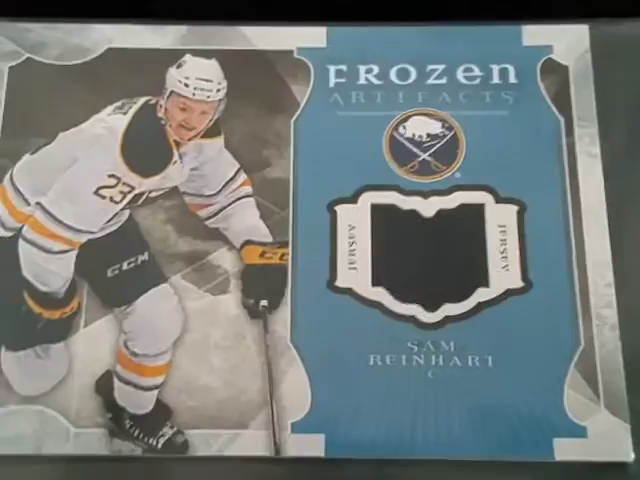 FROZEN
ARTIFACTS
JERSEY
JERSEY
SAM
REINHART
C
23
CCM